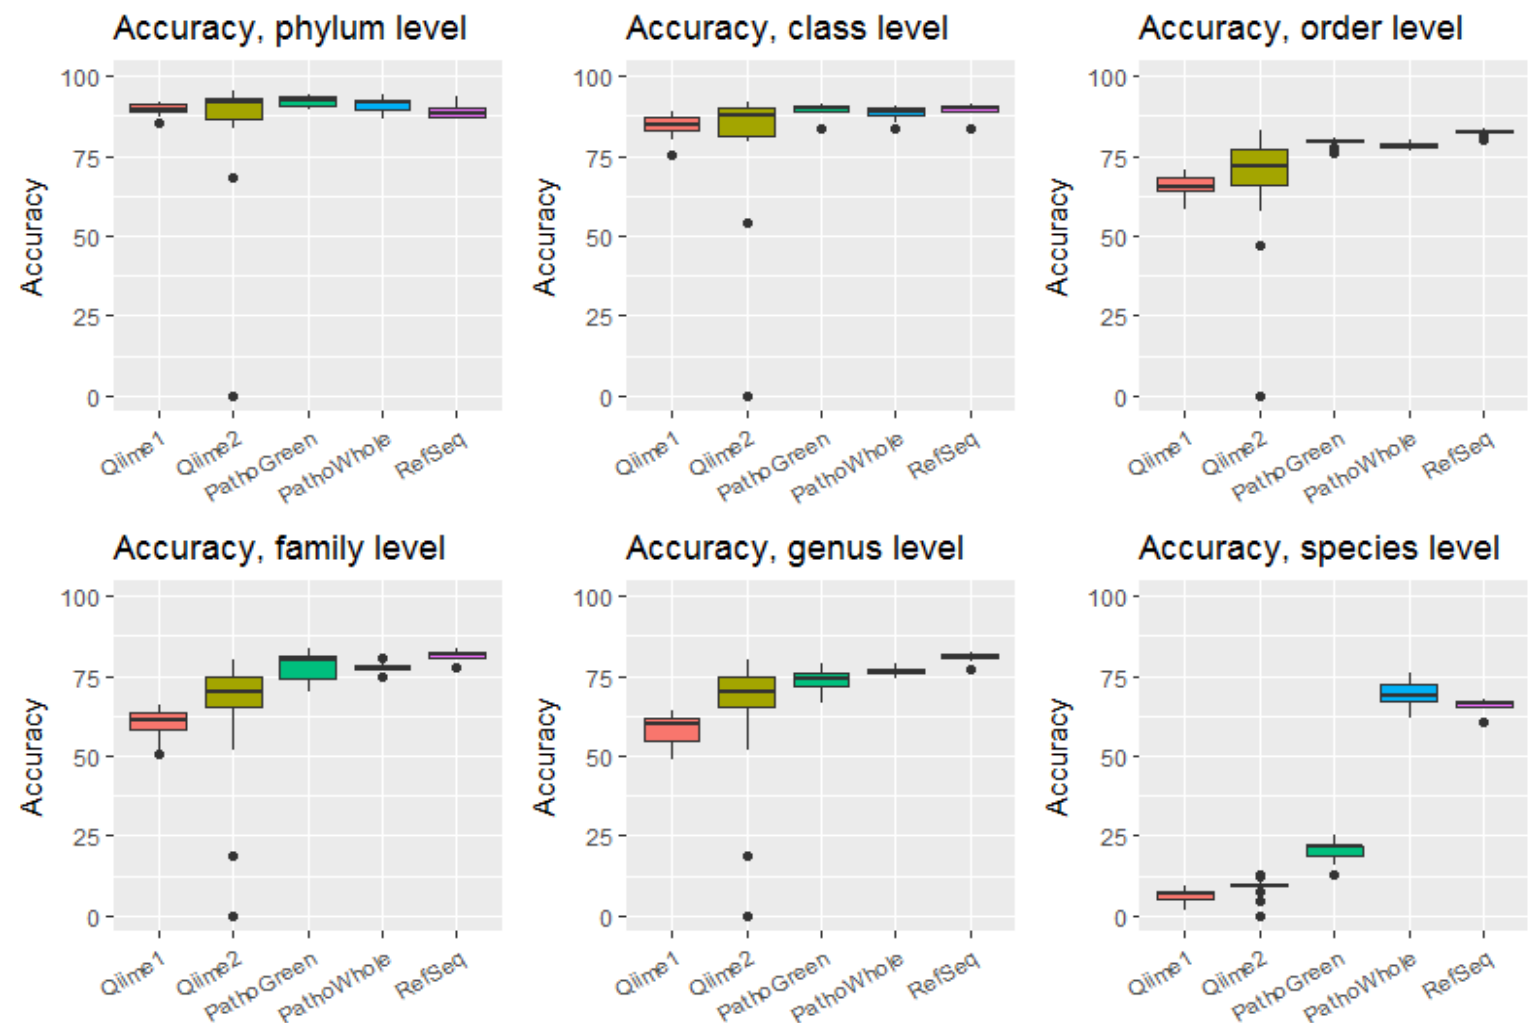 Accuracy, phylum level
Accuracy
100
75
50
25
0
Qiime1
Qiime2
PathoGreen
PathoWhole
RefSeq
Accuracy, class level
Accuracy
100
75
50
25
0
Qiime1
Qiime2
PathoGreen
PathoWhole
RefSeq
Accuracy, order level
Accuracy
100
75
50
25
0
Qiime1
Qiime2
PathoGreen
PathoWhole
RefSeq
Accuracy, family level
Accuracy
100
75
50
25
0
Qiime1
Qiime2
PathoGreen
PathoWhole
RefSeq
Accuracy, genus level
Accuracy
100
75
50
25
0
Qiime1
Qiime2
PathoGreen
PathoWhole
RefSeq
Accuracy, species level
Accuracy
100
75
50
25
0
Qiime1
Qiime2
PathoGreen
PathoWhole
RefSeq